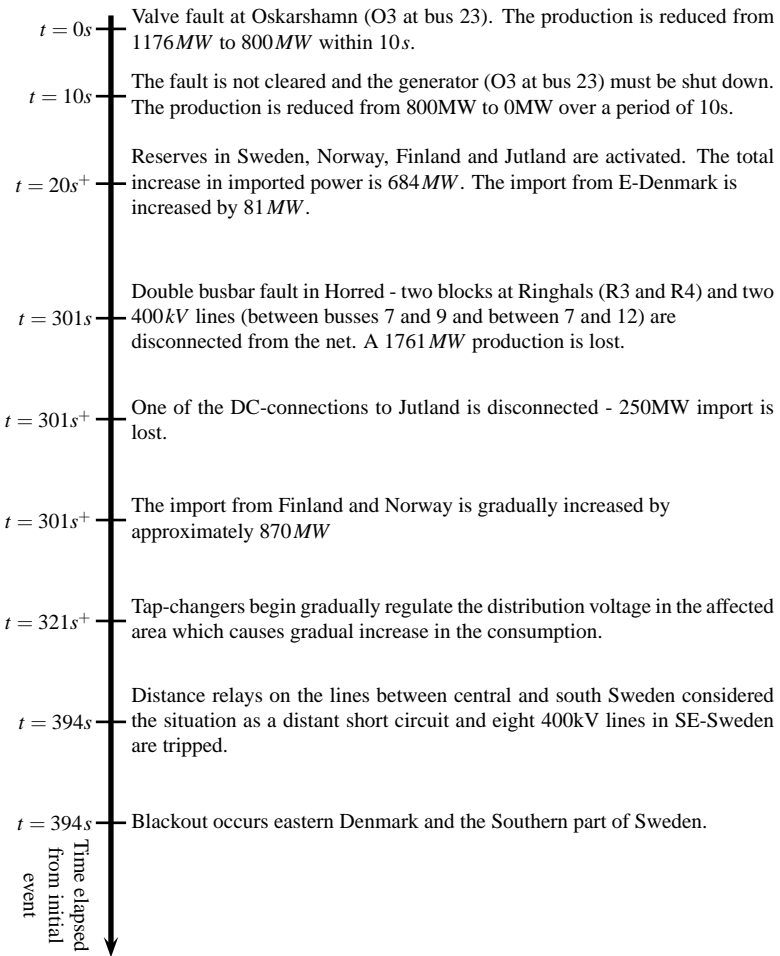 t = 0s
Valve fault at Oskarshamn (O3 at bus 23). The production is reduced from
1176MW to 800MW within 10s.
t = 10s
The fault is not cleared and the generator (O3 at bus 23) must be shut down.
The production is reduced from 800MW to 0MW over a period of 10s.
t = 20s⁺
Reserves in Sweden, Norway, Finland and Jutland are activated. The total
increase in imported power is 684MW. The import from E-Denmark is
increased by 81MW.
t = 301s
Double busbar fault in Horred - two blocks at Ringhals (R3 and R4) and two
400kV lines (between busses 7 and 9 and between 7 and 12) are
disconnected from the net. A 1761MW production is lost.
t = 301s⁺
One of the DC-connections to Jutland is disconnected - 250MW import is
lost.
t = 301s⁺
The import from Finland and Norway is gradually increased by
approximately 870MW
t = 321s⁺
Tap-changers begin gradually regulate the distribution voltage in the affected
area which causes gradual increase in the consumption.
t = 394s
Distance relays on the lines between central and south Sweden considered
the situation as a distant short circuit and eight 400kV lines in SE-Sweden
are tripped.
t = 394s
Blackout occurs eastern Denmark and the Southern part of Sweden.
Time elapsed
from initial
event